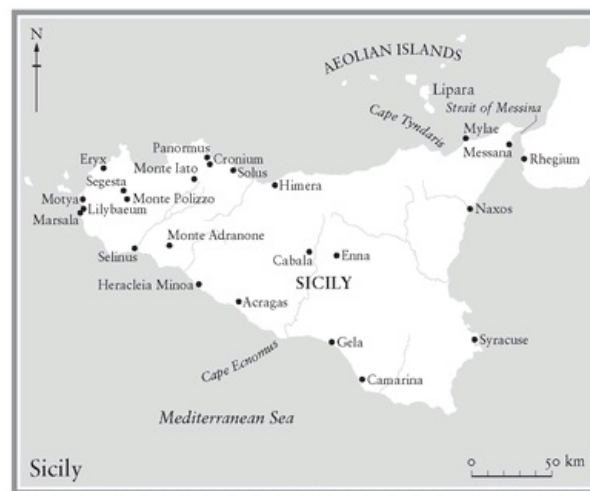 N
AEOLIAN ISLANDS
Lipara
Strait of Messina
Cape Tyndaris
Mylae
Messana
Rhegium
Panormus
Cronium
Eryx
Monte Iato
Solus
Segesta
Himera
Motya
Monte Polizzo
Lilybaeum
Marsala
Naxos
Monte Adranone
Selinus
Cabala
Enna
SICILY
Heracleia Minoa
Acragas
Gela
Syracuse
Cape Ecnomus
Camarina
Mediterranean Sea
Sicily
0 50 km